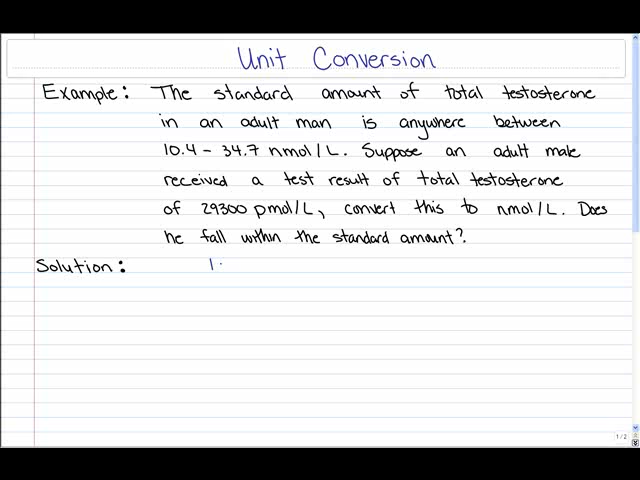 Unit Conversion
Example: The standard amount of total testosterone
in an adult man is anywhere between
10.4 - 34.7 nmol/L. Suppose an adult male
received a test result of total testosterone
of 29300 pmol/L, convert this to nmol/L. Does
he fall within the standard amount?
Solution: 1
1/2